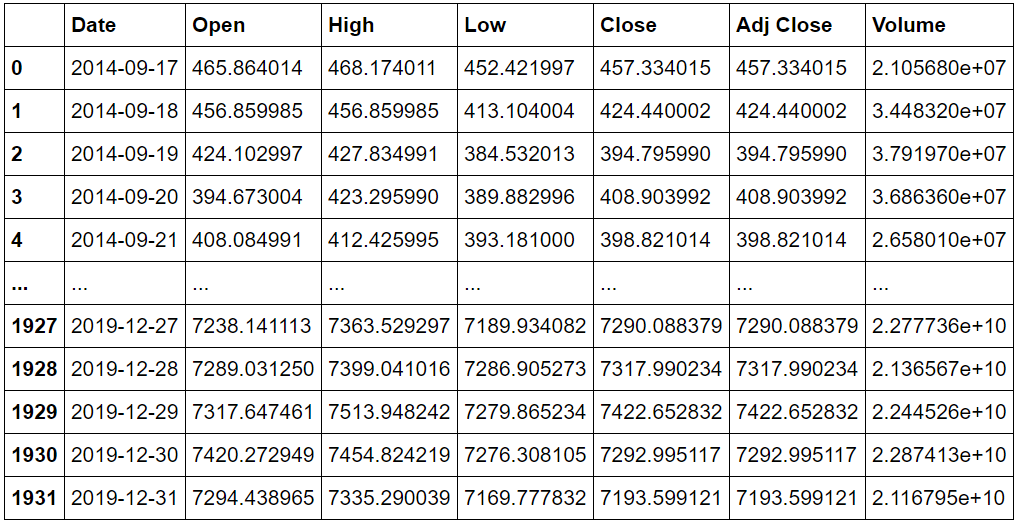 Date Open High Low Close Adj Close Volume
0 2014-09-17 465.864014 468.174011 452.421997 457.334015 457.334015 2.105680e+07
1 2014-09-18 456.859985 456.859985 413.104004 424.440002 424.440002 3.448320e+07
2 2014-09-19 424.102997 427.834991 384.532013 394.795990 394.795990 3.791970e+07
3 2014-09-20 394.673004 423.295990 389.882996 408.903992 408.903992 3.686360e+07
4 2014-09-21 408.084991 412.425995 393.181000 398.821014 398.821014 2.658010e+07
... ... ... ... ... ... ... ...
1927 2019-12-27 7238.141113 7363.529297 7189.934082 7290.088379 7290.088379 2.277736e+10
1928 2019-12-28 7289.031250 7399.041016 7286.905273 7317.990234 7317.990234 2.136567e+10
1929 2019-12-29 7317.647461 7513.948242 7279.865234 7422.652832 7422.652832 2.244526e+10
1930 2019-12-30 7420.272949 7454.824219 7276.308105 7292.995117 7292.995117 2.287413e+10
1931 2019-12-31 7294.438965 7335.290039 7169.777832 7193.599121 7193.599121 2.116795e+10